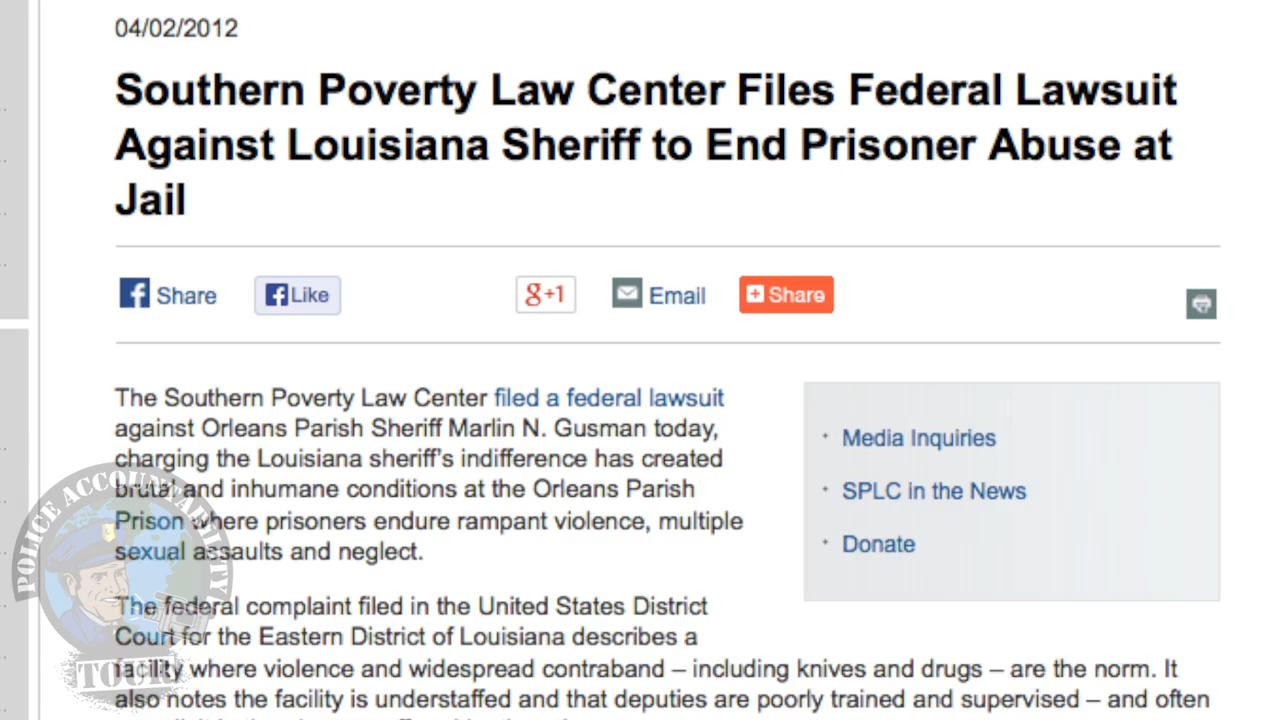 04/02/2012
Southern Poverty Law Center Files Federal Lawsuit
Against Louisiana Sheriff to End Prisoner Abuse at
Jail
Share Like g+1 Email Share
The Southern Poverty Law Center filed a federal lawsuit
against Orleans Parish Sheriff Marlin N. Gusman today,
charging the Louisiana sheriff's indifference has created
brutal and inhumane conditions at the Orleans Parish
Prison where prisoners endure rampant violence, multiple
sexual assaults and neglect.
Media Inquiries
SPLC in the News
Donate
The federal complaint filed in the United States District
Court for the Eastern District of Louisiana describes a
facility where violence and widespread contraband – including knives and drugs – are the norm. It
also notes the facility is understaffed and that deputies are poorly trained and supervised – and often
POLICE ACCOUNTABILITY
TOUR